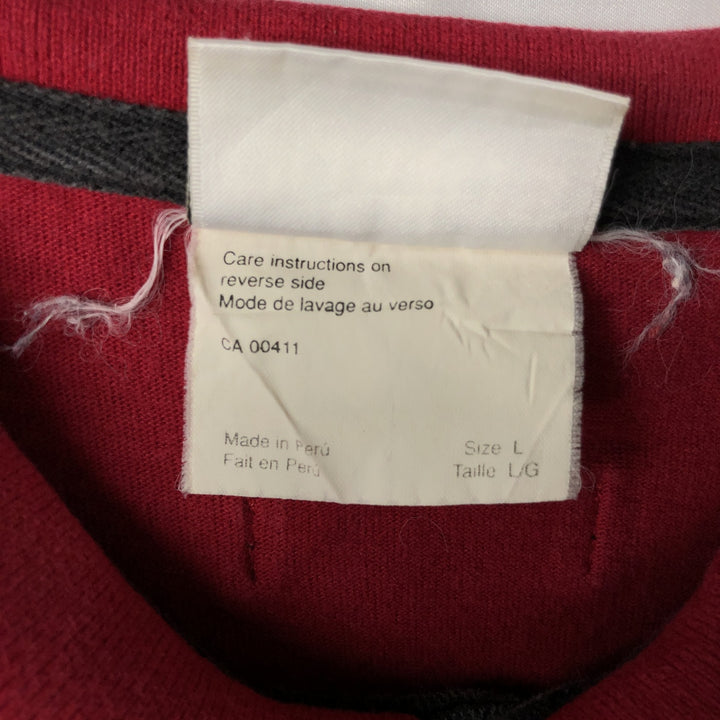 Care instructions on
reverse side
Mode de lavage au verso
CA 00411
Made in Perú
Fait en Perú
Size L
Taille L/G